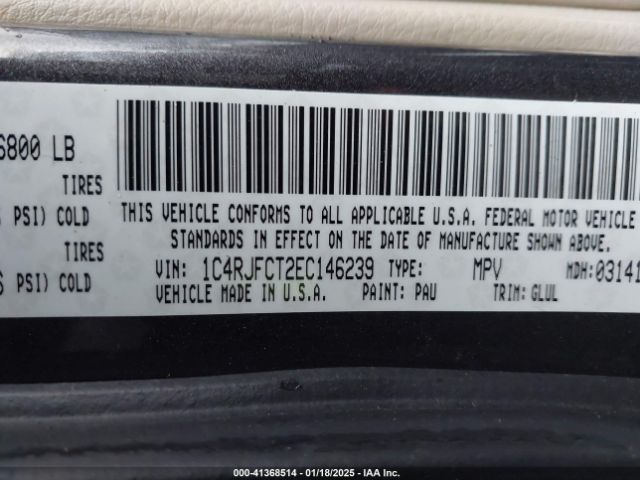 6800 LB
TIRES
PSI) COLD
TIRES
PSI) COLD
THIS VEHICLE CONFORMS TO ALL APPLICABLE U.S.A. FEDERAL MOTOR VEHICLE
STANDARDS IN EFFECT ON THE DATE OF MANUFACTURE SHOWN ABOVE.
VIN: 1C4RJFCT2EC146239 TYPE: MPV MDH: 03141
VEHICLE MADE IN U.S.A. PAINT: PAU TRIM: GLUL
000-41368514 | 01/18/2025 | IAA Inc.